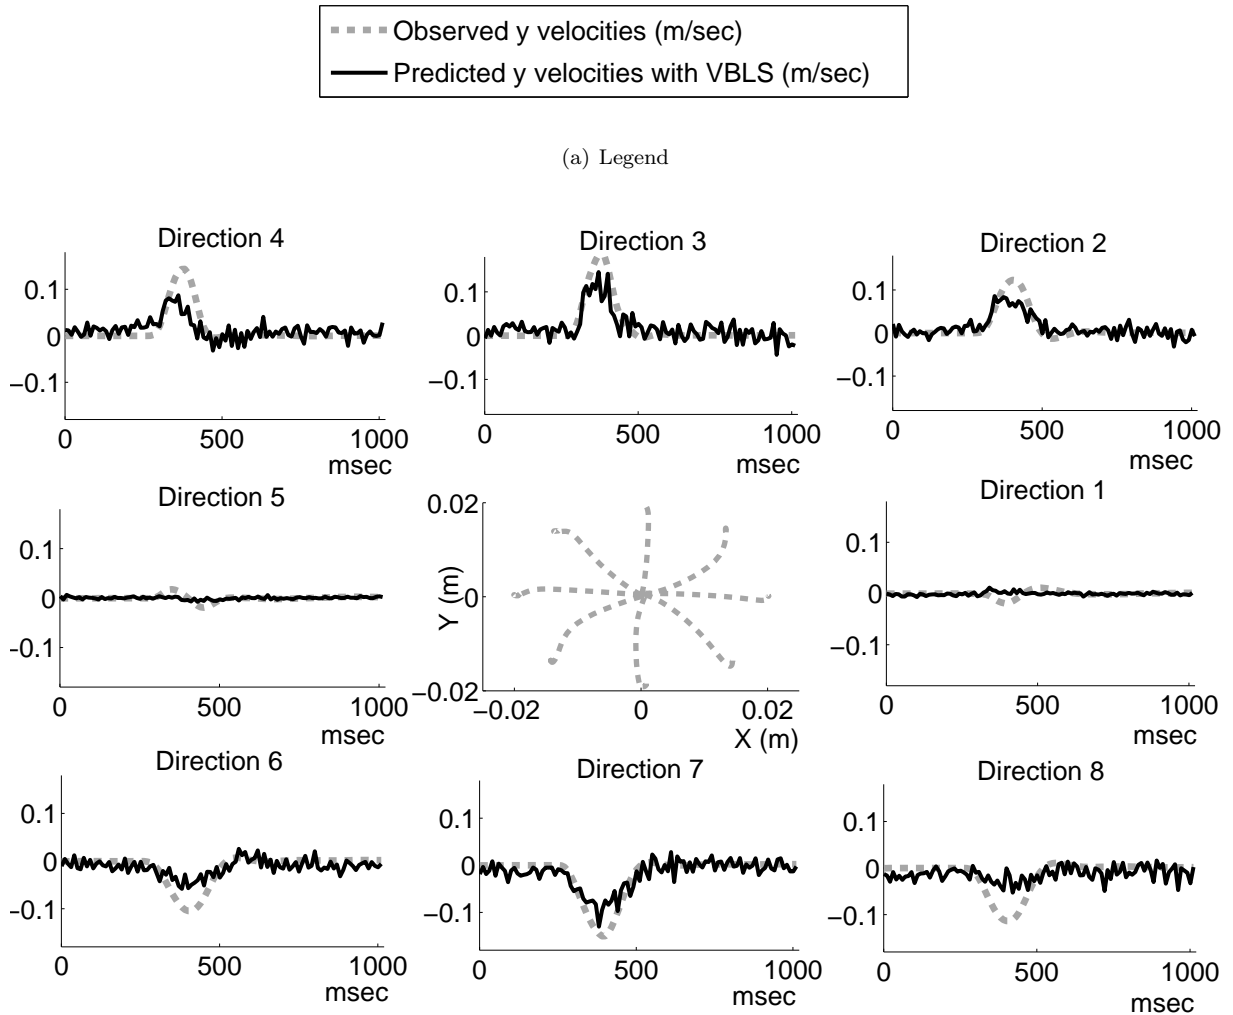 Observed y velocities (m/sec)
Predicted y velocities with VBLS (m/sec)
(a) Legend
Direction 4
0.1
0
−0.1
0 500 1000
msec
Direction 3
0.1
0
−0.1
0 500 1000
msec
Direction 2
0.1
0
−0.1
0 500 1000
msec
Direction 5
0.1
0
−0.1
0 500 1000
msec
0.02
0
−0.02
Y (m)
−0.02 0 0.02
X (m)
Direction 1
0.1
0
−0.1
0 500 1000
msec
Direction 6
0.1
0
−0.1
0 500 1000
msec
Direction 7
0.1
0
−0.1
0 500 1000
msec
Direction 8
0.1
0
−0.1
0 500 1000
msec